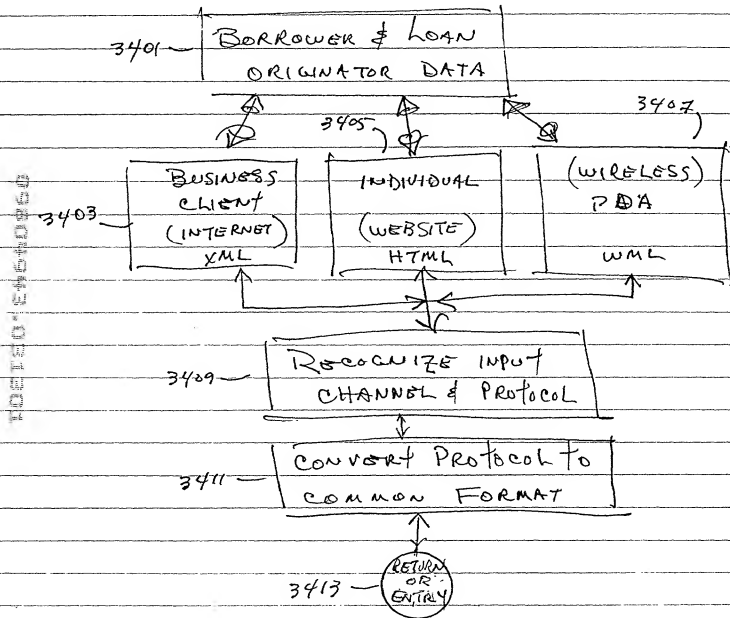 3401
BORROWER & LOAN
ORIGINATOR DATA
3405
3407
3403
BUSINESS
CLIENT
(INTERNET)
XML
INDIVIDUAL
(WEBSITE)
HTML
(WIRELESS)
PDA
WML
3409
RECOGNIZE INPUT
CHANNEL & PROTOCOL
3411
CONVERT PROTOCOL TO
COMMON FORMAT
3413
RETURN
OR
ENTRY